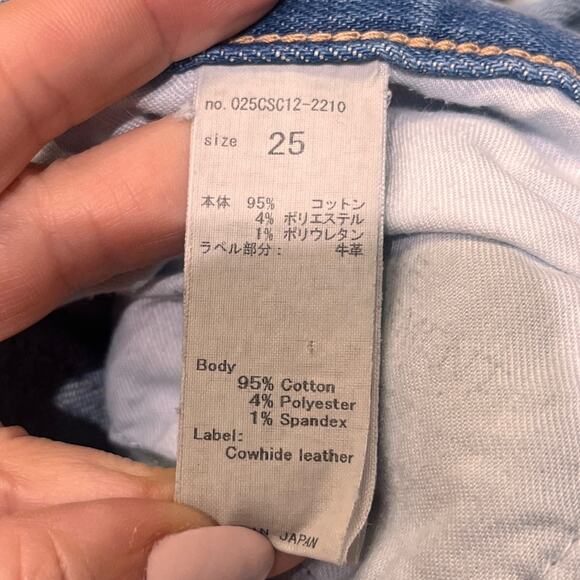 no. 025CSC12-2210
size 25
本体 95% コットン
4% ポリエステル
1% ポリウレタン
ラベル部分: 牛革
Body
95% Cotton
4% Polyester
1% Spandex
Label:
Cowhide leather
JAPAN